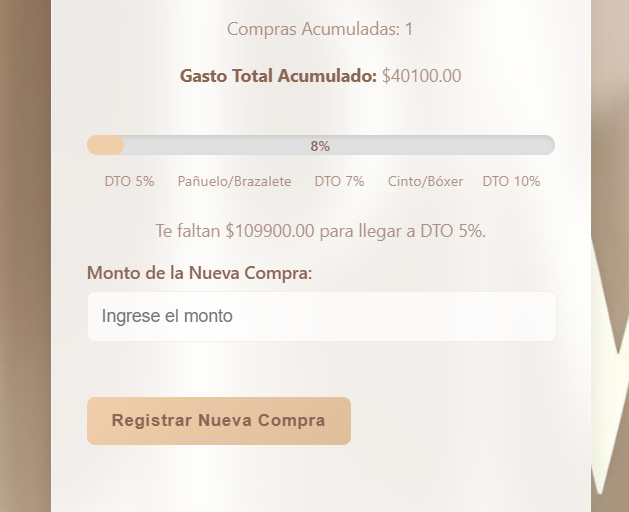 Compras Acumuladas: 1
Gasto Total Acumulado: $40100.00
8%
DTO 5% Pañuelo/Brazalete DTO 7% Cinto/Bóxer DTO 10%
Te faltan $109900.00 para llegar a DTO 5%.
Monto de la Nueva Compra:
Ingrese el monto
Registrar Nueva Compra